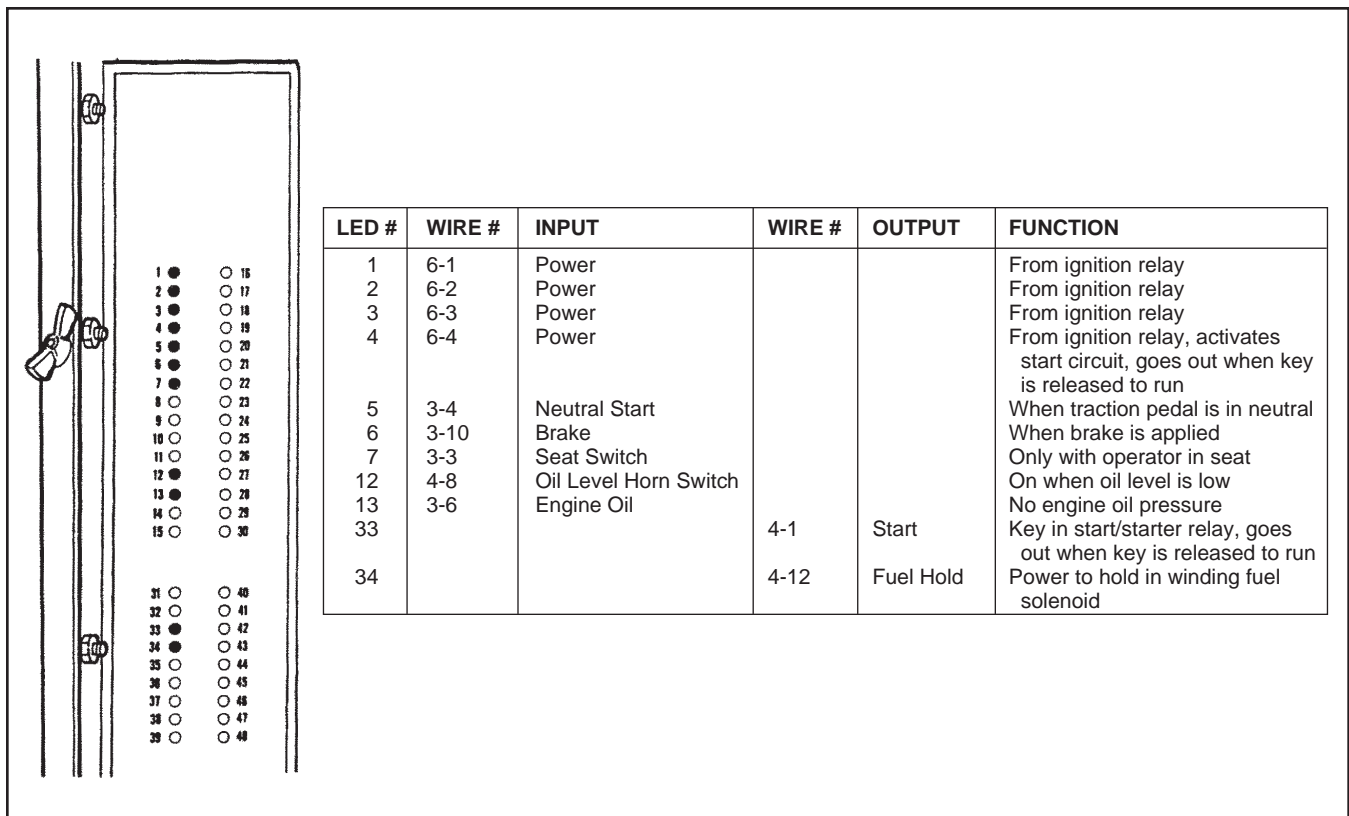 1 16
2 17
3 18
4 19
5 20
6 21
7 22
8 23
9 24
10 25
11 26
12 27
13 28
14 29
15 30
31 40
32 41
33 42
34 43
35 44
36 45
37 46
38 47
39 48
LED # WIRE # INPUT WIRE # OUTPUT FUNCTION
1 6-1 Power From ignition relay
2 6-2 Power From ignition relay
3 6-3 Power From ignition relay
4 6-4 Power From ignition relay, activates
start circuit, goes out when key
is released to run
5 3-4 Neutral Start When traction pedal is in neutral
6 3-10 Brake When brake is applied
7 3-3 Seat Switch Only with operator in seat
12 4-8 Oil Level Horn Switch On when oil level is low
13 3-6 Engine Oil No engine oil pressure
33 4-1 Start Key in start/starter relay, goes
out when key is released to run
34 4-12 Fuel Hold Power to hold in winding fuel
solenoid